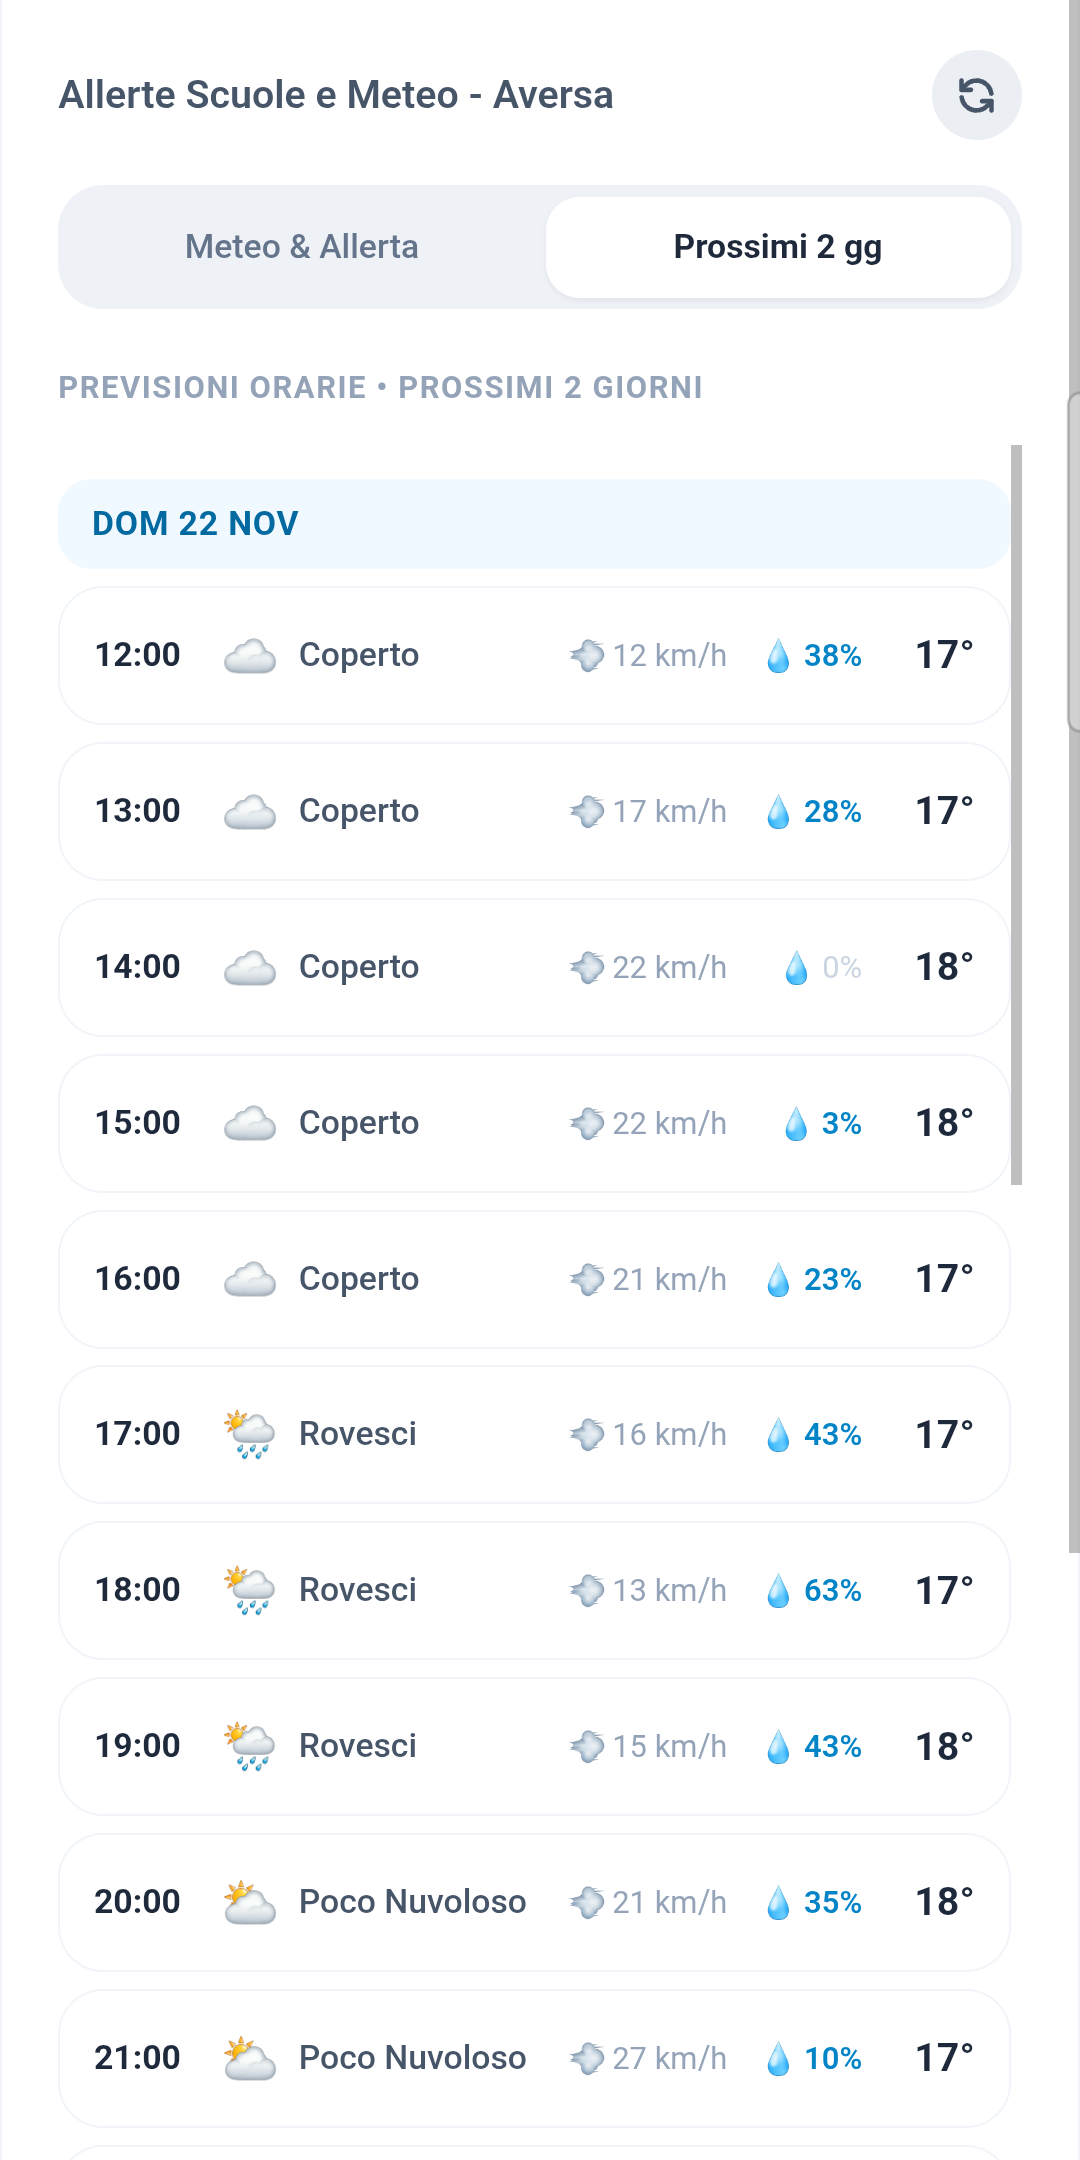 Allerte Scuole e Meteo - Aversa
Meteo & Allerta Prossimi 2 gg
PREVISIONI ORARIE • PROSSIMI 2 GIORNI
DOM 22 NOV
12:00 Coperto 12 km/h 38% 17°
13:00 Coperto 17 km/h 28% 17°
14:00 Coperto 22 km/h 0% 18°
15:00 Coperto 22 km/h 3% 18°
16:00 Coperto 21 km/h 23% 17°
17:00 Rovesci 16 km/h 43% 17°
18:00 Rovesci 13 km/h 63% 17°
19:00 Rovesci 15 km/h 43% 18°
20:00 Poco Nuvoloso 21 km/h 35% 18°
21:00 Poco Nuvoloso 27 km/h 10% 17°